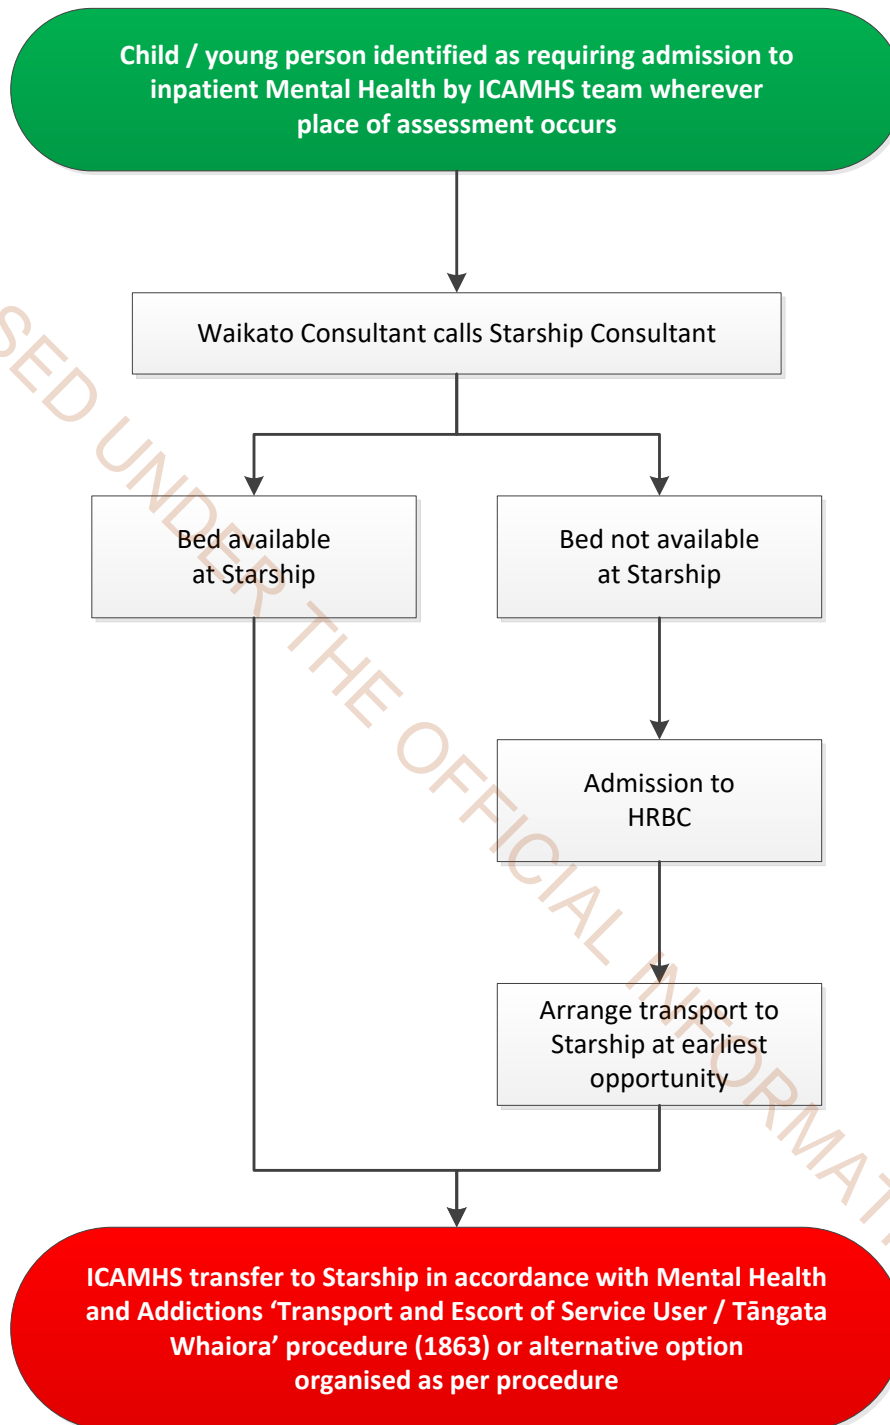 Child / young person identified as requiring admission to
inpatient Mental Health by ICAMHS team wherever
place of assessment occurs
Waikato Consultant calls Starship Consultant
Bed available
at Starship
Bed not available
at Starship
Admission to
HRBC
Arrange transport to
Starship at earliest
opportunity
ICAMHS transfer to Starship in accordance with Mental Health
and Addictions ‘Transport and Escort of Service User / Tāngata
Whaiora’ procedure (1863) or alternative option
organised as per procedure
UNDER THE OFFICIAL